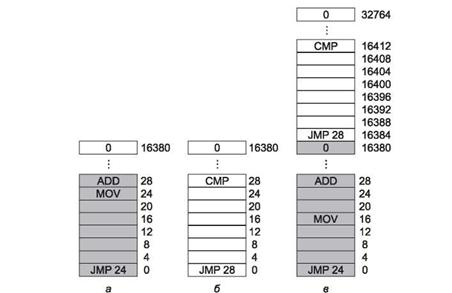 0 32764
⋮
CMP 16412
16408
16404
16400
16396
16392
16388
JMP 28 16384
0 16380 0 16380 0 16380
⋮ ⋮ ⋮
ADD 28 CMP 28 ADD 28
MOV 24 24 24
20 20 20
16 16 MOV 16
12 12 12
8 8 8
4 4 4
JMP 24 0 JMP 28 0 JMP 24 0
а б в